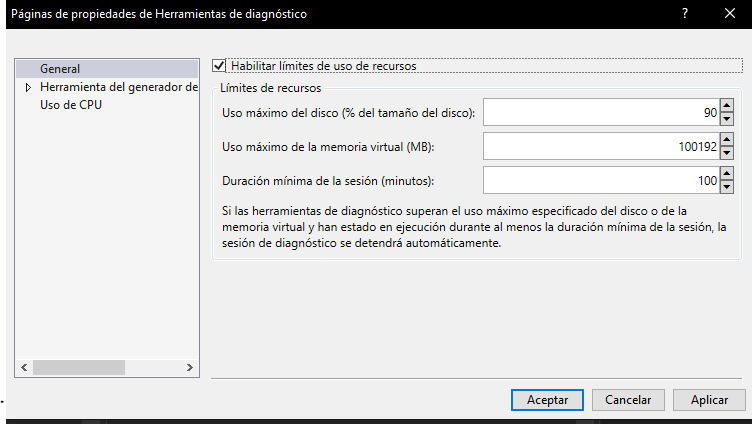 Páginas de propiedades de Herramientas de diagnóstico
?
General
Herramienta del generador de
Uso de CPU
Habilitar límites de uso de recursos
Límites de recursos
Uso máximo del disco (% del tamaño del disco): 90
Uso máximo de la memoria virtual (MB): 100192
Duración mínima de la sesión (minutos): 100
Si las herramientas de diagnóstico superan el uso máximo especificado del disco o de la
memoria virtual y han estado en ejecución durante al menos la duración mínima de la sesión, la
sesión de diagnóstico se detendrá automáticamente.
Aceptar Cancelar Aplicar